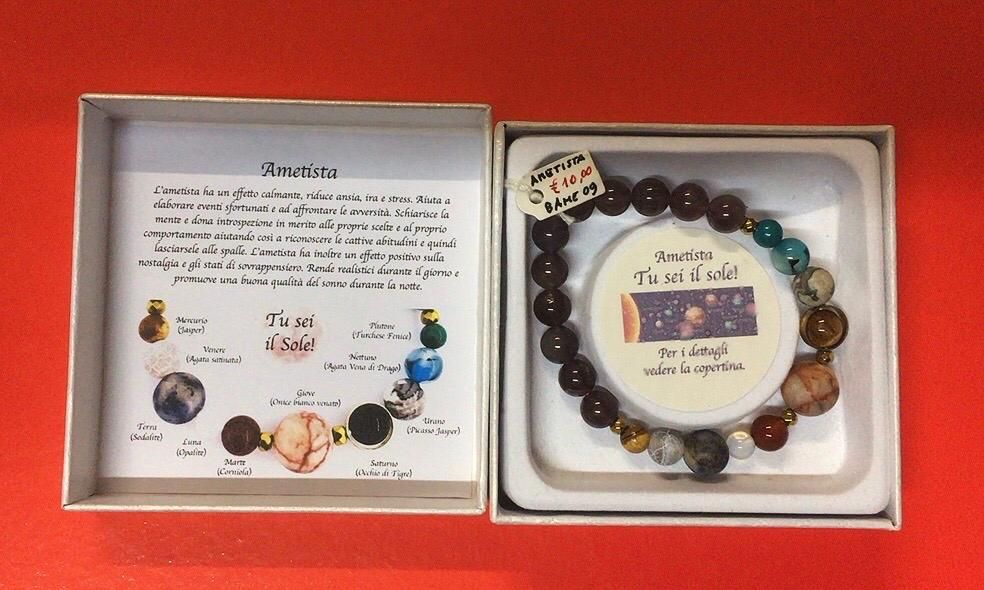 Ametista
L'ametista ha un effetto calmante, riduce ansia, ira e stress. Aiuta a
elaborare eventi sfortunati e ad affrontare le avversità. Schiarisce la
mente e dona introspezione in merito alle proprie scelte e al proprio
comportamento aiutando così a riconoscere le cattive abitudini e quindi
lasciarsele alle spalle. L'ametista ha inoltre un effetto positivo sulla
nostalgia e gli stati di sovrappensiero. Rende realistici durante il giorno e
promuove una buona qualità del sonno durante la notte.
Mercurio
(Jasper)
Venere
(Agata satinata)
Terra
(Sodalite)
Luna
(Opalite)
Marte
(Corniola)
Tu sei
il Sole!
Giove
(Onice bianco venato)
Plutone
(Turchese Fenice)
Nettuno
(Agata Vena di Drago)
Urano
(Picasso Jasper)
Saturno
(Occhio di Tigre)
AMETISTA
€10,00
BAME 09
Ametista
Tu sei il sole!
Per i dettagli
vedere la copertina.